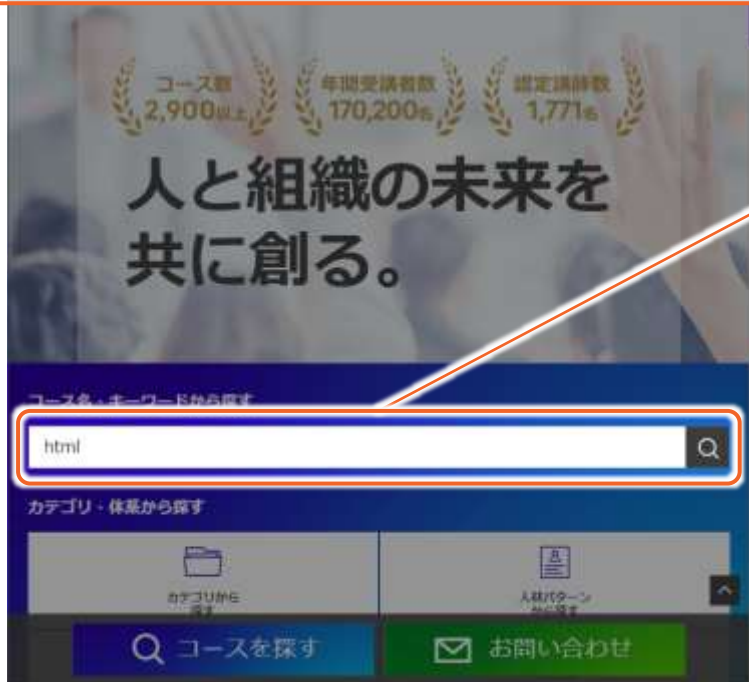 コース数
2,900以上
年間受講者数
170,200名
認定講師数
1,771名
人と組織の未来を
共に創る。
コース名・キーワードから探す
html
カテゴリ・体系から探す
カテゴリから
探す
人材パターン
から探す
コースを探す
お問い合わせ